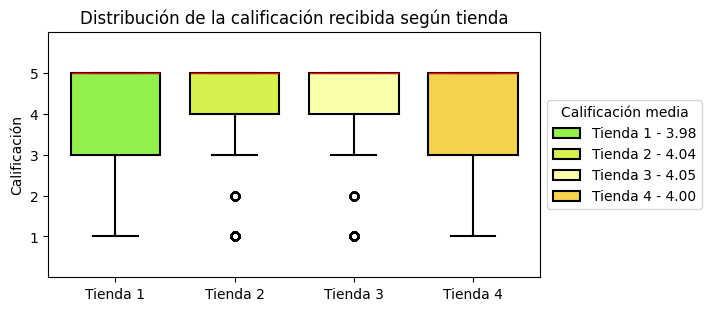 Distribución de la calificación recibida según tienda
Calificación
5
4
3
2
1
Tienda 1
Tienda 2
Tienda 3
Tienda 4
Calificación media
Tienda 1 - 3.98
Tienda 2 - 4.04
Tienda 3 - 4.05
Tienda 4 - 4.00